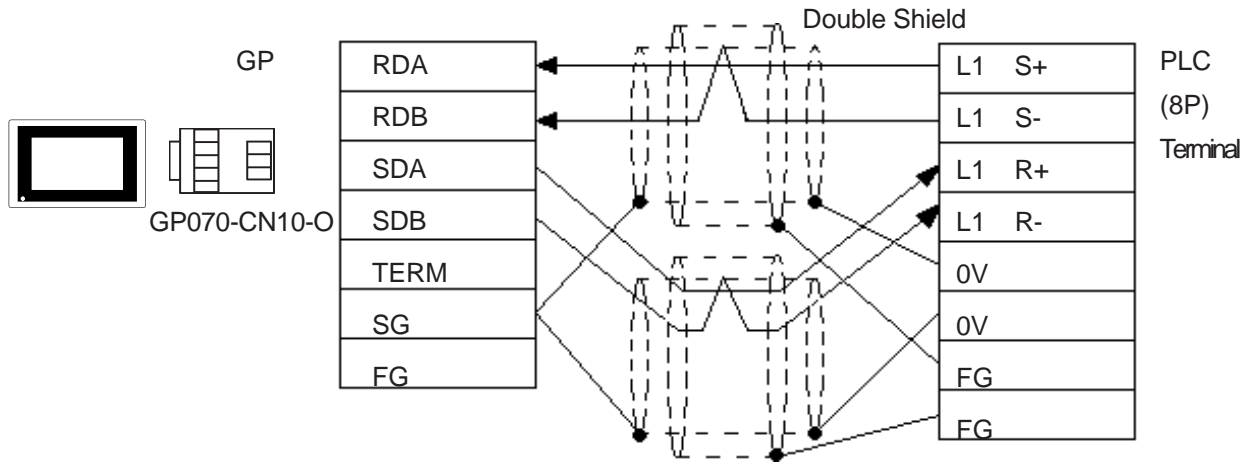 Double Shield
GP
GP070-CN10-O
RDA
RDB
SDA
SDB
TERM
SG
FG
L1 S+
L1 S-
L1 R+
L1 R-
0V
0V
FG
FG
PLC
(8P)
Terminal